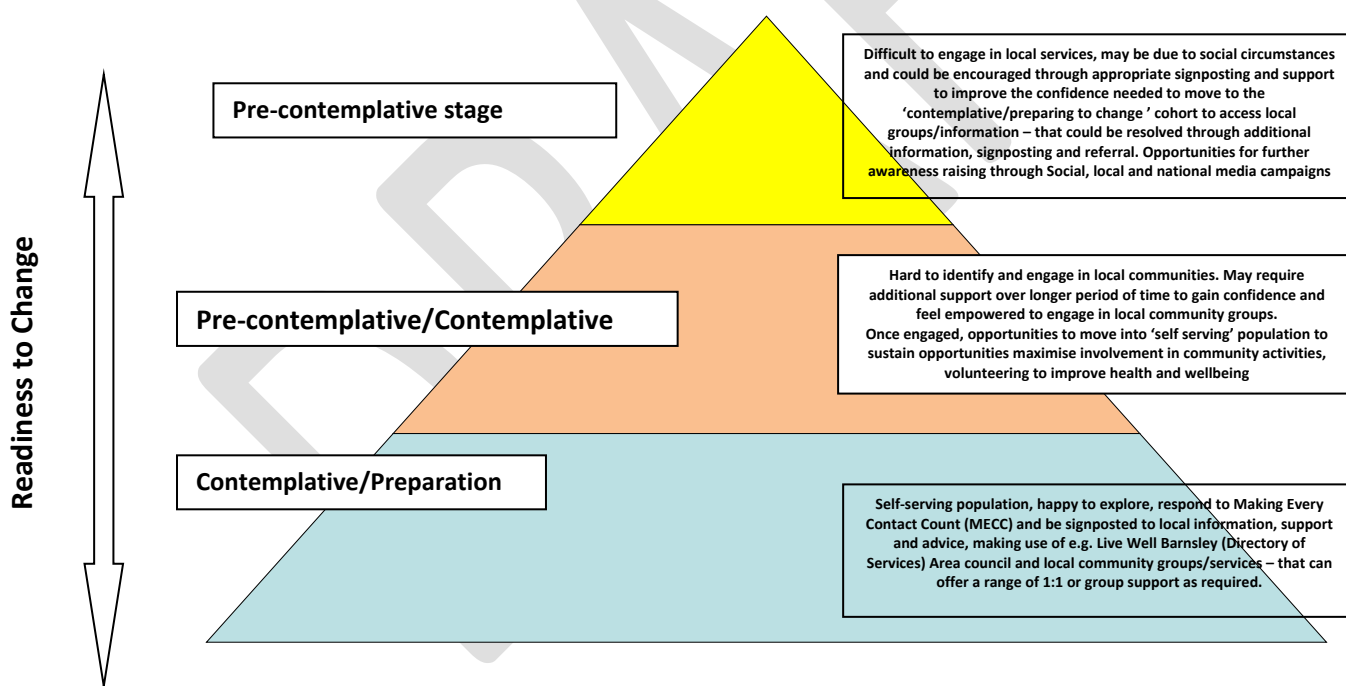 DRAFT
Readiness to Change
Pre-contemplative stage
Difficult to engage in local services, may be due to social circumstances
and could be encouraged through appropriate signposting and support
to improve the confidence needed to move to the
‘contemplative/preparing to change ’ cohort to access local
groups/information – that could be resolved through additional
information, signposting and referral. Opportunities for further
awareness raising through Social, local and national media campaigns
Pre-contemplative/Contemplative
Hard to identify and engage in local communities. May require
additional support over longer period of time to gain confidence and
feel empowered to engage in local community groups.
Once engaged, opportunities to move into ‘self serving’ population to
sustain opportunities maximise involvement in community activities,
volunteering to improve health and wellbeing
Contemplative/Preparation
Self-serving population, happy to explore, respond to Making Every
Contact Count (MECC) and be signposted to local information, support
and advice, making use of e.g. Live Well Barnsley (Directory of
Services) Area council and local community groups/services – that can
offer a range of 1:1 or group support as required.